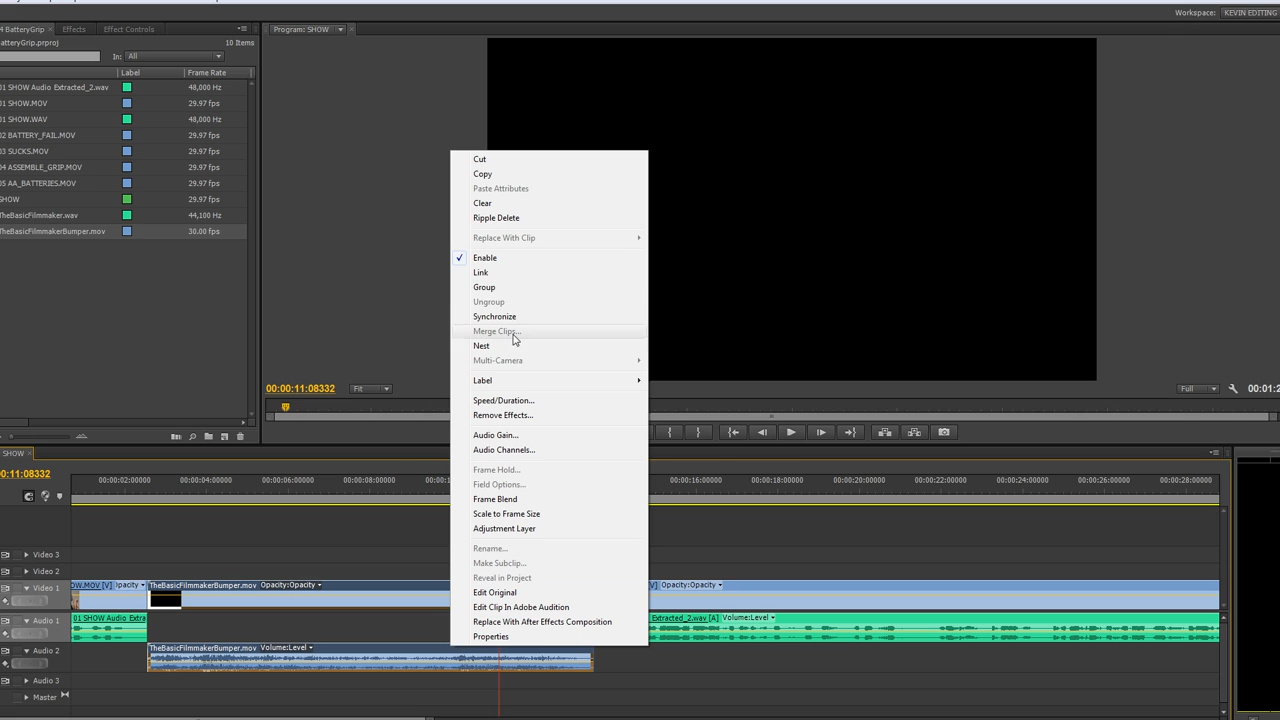 Workspace: KEVIN EDITING
4 BatteryGrip Effects Effect Controls
Program: SHOW
atteryGrip.prproj 10 Items
In: All
Label Frame Rate
01 SHOW Audio Extracted_2.wav 48,000 Hz
01 SHOW.MOV 29.97 fps
01 SHOW.WAV 48,000 Hz
02 BATTERY_FAIL.MOV 29.97 fps
03 SUCKS.MOV 29.97 fps
04 ASSEMBLE_GRIP.MOV 29.97 fps
05 AA_BATTERIES.MOV 29.97 fps
SHOW 29.97 fps
TheBasicFilmmaker.wav 44,100 Hz
TheBasicFilmmakerBumper.mov 30.00 fps
Cut
Copy
Paste Attributes
Clear
Ripple Delete
Replace With Clip
Enable
Link
Group
Ungroup
Synchronize
Merge Clips...
Nest
Multi-Camera
Label
Speed/Duration...
Remove Effects...
Audio Gain...
Audio Channels...
Frame Hold...
Field Options...
Frame Blend
Scale to Frame Size
Adjustment Layer
Rename...
Make Subclip...
Reveal in Project
Edit Original
Edit Clip In Adobe Audition
Replace With After Effects Composition
Properties
00:00:11:08332 Fit Full 00:01:2
SHOW
00:00:11:08332
00:00:02:00000 00:00:04:00000 00:00:06:00000 00:00:08:00000 00:00:16:00000 00:00:18:00000 00:00:20:00000 00:00:22:00000 00:00:24:00000 00:00:26:00000 00:00:28:00000
Video 3
Video 2
Video 1 OW.MOV [V] Opacity TheBasicFilmmakerBumper.mov Opacity:Opacity V] Opacity:Opacity
Audio 1 01 SHOW Audio Extra Extracted_2.wav [A] Volume:Level
Audio 2 TheBasicFilmmakerBumper.mov Volume:Level
Audio 3
Master